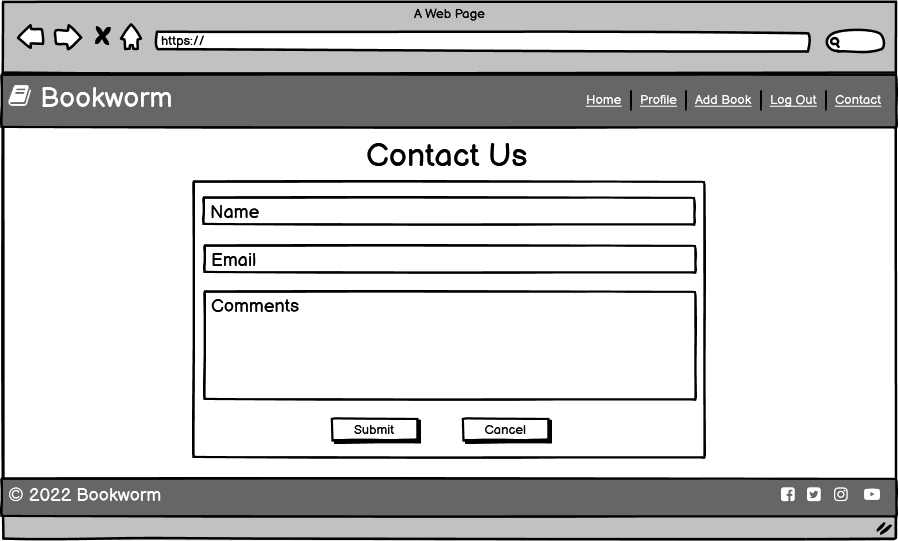 A Web Page
https://
Bookworm
Home Profile Add Book Log Out Contact
Contact Us
Name
Email
Comments
Submit Cancel
© 2022 Bookworm